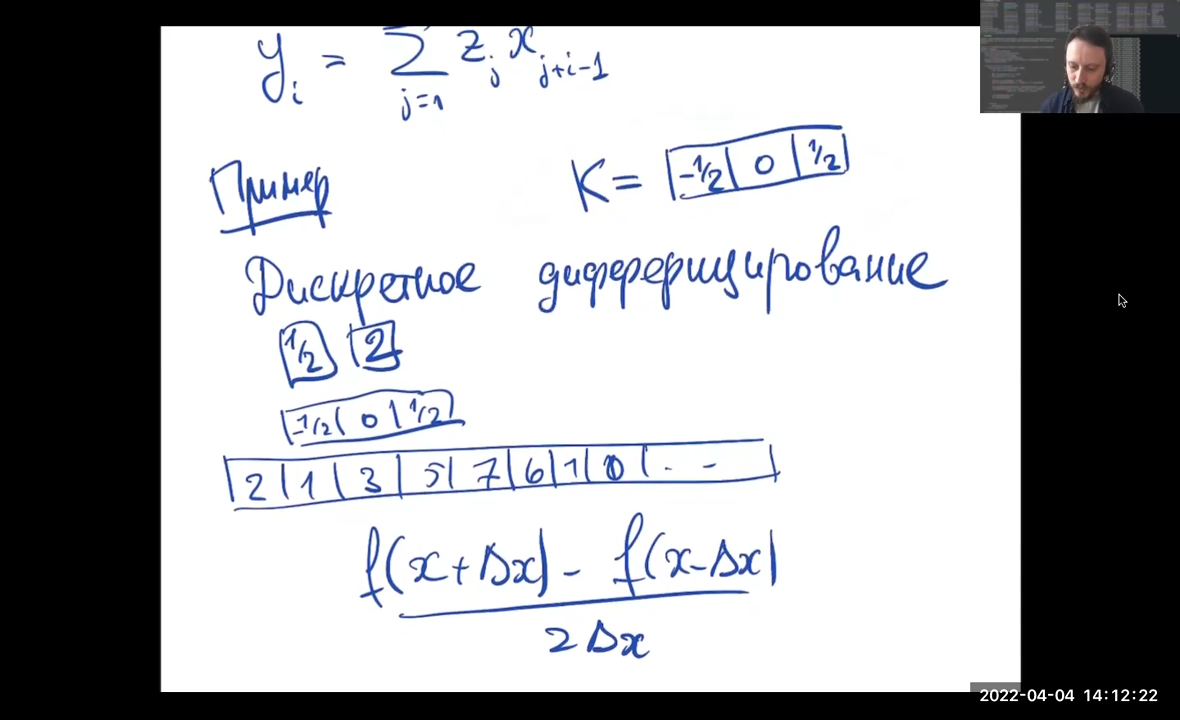 y_i = ∑_{j=1} z_j x_{j+i-1}
Пример K = -1/2 | 0 | 1/2
Дискретное дифференцирование
1/2 2
-1/2 | 0 | 1/2
2 | 1 | 3 | 5 | 7 | 6 | 1 | 0 | . . -
f(x+Δx) - f(x-Δx)
2Δx
2022-04-04 14:12:22